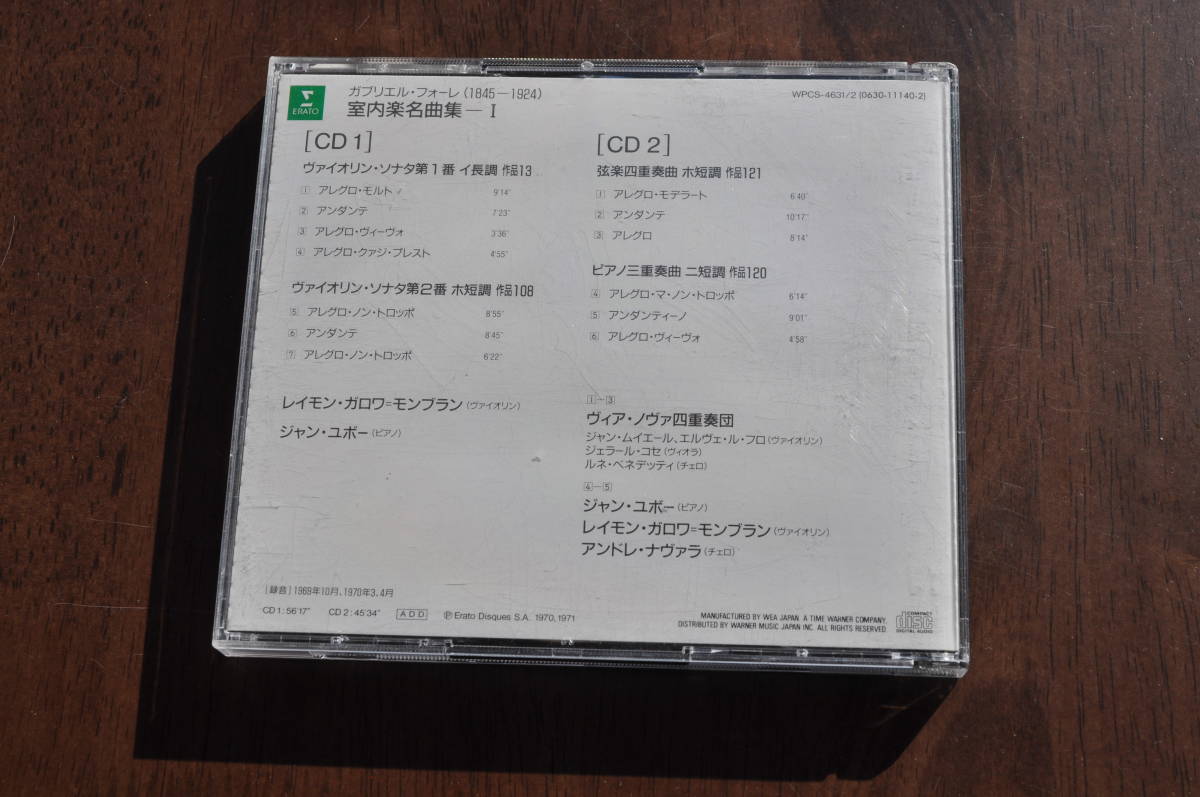 ERATO
ガブリエル・フォーレ (1845—1924)
室内楽名曲集—I
WPCS-4631/2 (0630-11140-2)
[CD 1]
ヴァイオリン・ソナタ第1番 イ長調 作品13
1 アレグロ・モルト 9'14"
2 アンダンテ 7'23"
3 アレグロ・ヴィーヴォ 3'36"
4 アレグロ・クァジ・プレスト 4'55"
ヴァイオリン・ソナタ第2番 ホ短調 作品108
5 アレグロ・ノン・トロッポ 8'55"
6 アンダンテ 8'45"
7 アレグロ・ノン・トロッポ 6'22"
レイモン・ガロワ=モンブラン (ヴァイオリン)
ジャン・ユボー (ピアノ)
[CD 2]
弦楽四重奏曲 ホ短調 作品121
1 アレグロ・モデラート 6'40"
2 アンダンテ 10'17"
3 アレグロ 8'14"
ピアノ三重奏曲 ニ短調 作品120
4 アレグロ・マ・ノン・トロッポ 6'14"
5 アンダンティーノ 9'01"
6 アレグロ・ヴィーヴォ 4'58"
1—3
ヴィア・ノヴァ四重奏団
ジャン・ムイエール、エルヴェ・ル・フロ (ヴァイオリン)
ジェラール・コセ (ヴィオラ)
ルネ・ベネデッティ (チェロ)
4—5
ジャン・ユボー (ピアノ)
レイモン・ガロワ=モンブラン (ヴァイオリン)
アンドレ・ナヴァラ (チェロ)
[録音] 1969年10月、1970年3、4月
CD 1 : 56'17" CD 2 : 45'34" ADD ℗ Erato Disques S.A. 1970, 1971
MANUFACTURED BY WEA JAPAN. A TIME WARNER COMPANY.
DISTRIBUTED BY WARNER MUSIC JAPAN INC. ALL RIGHTS RESERVED.
COMPACT
disc
DIGITAL AUDIO